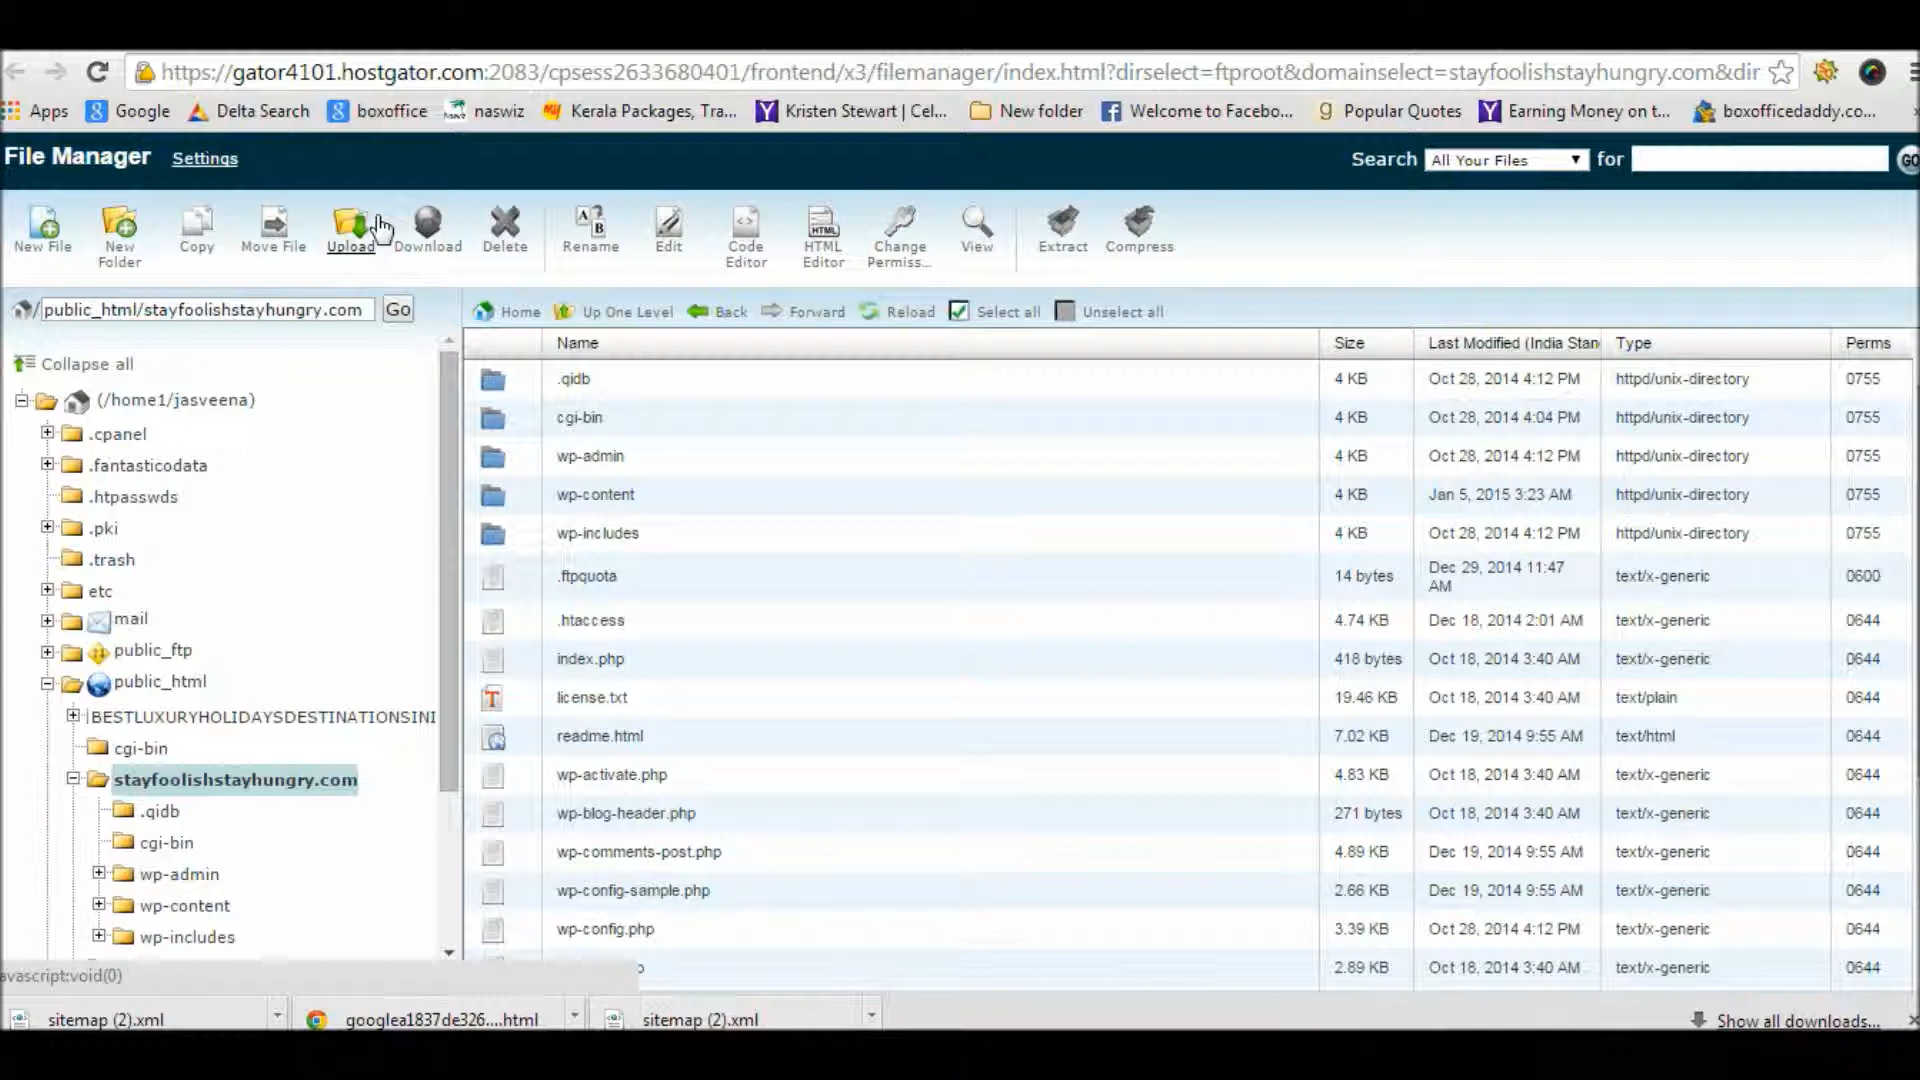 https://gator4101.hostgator.com:2083/cpsess2633680401/frontend/x3/filemanager/index.html?dirselect=ftproot&domainselect=stayfoolishstayhungry.com&dir
Apps Google Delta Search boxoffice naswiz Kerala Packages, Tra... Kristen Stewart | Cel... New folder Welcome to Facebo... Popular Quotes Earning Money on t... boxofficedaddy.co...
File Manager Settings Search All Your Files for GO
New File New Folder Copy Move File Upload Download Delete Rename Edit Code Editor HTML Editor Change Permiss... View Extract Compress
/ public_html/stayfoolishstayhungry.com Go
Home Up One Level Back Forward Reload Select all Unselect all
Collapse all
(/home1/jasveena)
.cpanel
.fantasticodata
.htpasswds
.pki
.trash
etc
mail
public_ftp
public_html
BESTLUXURYHOLIDAYSDESTINATIONSINI
cgi-bin
stayfoolishstayhungry.com
.qidb
cgi-bin
wp-admin
wp-content
wp-includes
Name Size Last Modified (India Stan Type Perms
.qidb 4 KB Oct 28, 2014 4:12 PM httpd/unix-directory 0755
cgi-bin 4 KB Oct 28, 2014 4:04 PM httpd/unix-directory 0755
wp-admin 4 KB Oct 28, 2014 4:12 PM httpd/unix-directory 0755
wp-content 4 KB Jan 5, 2015 3:23 AM httpd/unix-directory 0755
wp-includes 4 KB Oct 28, 2014 4:12 PM httpd/unix-directory 0755
.ftpquota 14 bytes Dec 29, 2014 11:47 AM text/x-generic 0600
.htaccess 4.74 KB Dec 18, 2014 2:01 AM text/x-generic 0644
index.php 418 bytes Oct 18, 2014 3:40 AM text/x-generic 0644
license.txt 19.46 KB Oct 18, 2014 3:40 AM text/plain 0644
readme.html 7.02 KB Dec 19, 2014 9:55 AM text/html 0644
wp-activate.php 4.83 KB Oct 18, 2014 3:40 AM text/x-generic 0644
wp-blog-header.php 271 bytes Oct 18, 2014 3:40 AM text/x-generic 0644
wp-comments-post.php 4.89 KB Dec 19, 2014 9:55 AM text/x-generic 0644
wp-config-sample.php 2.66 KB Dec 19, 2014 9:55 AM text/x-generic 0644
wp-config.php 3.39 KB Oct 28, 2014 4:12 PM text/x-generic 0644
2.89 KB Oct 18, 2014 3:40 AM text/x-generic 0644
avascript:void(0)
sitemap (2).xml googlea1837de326....html sitemap (2).xml Show all downloads...